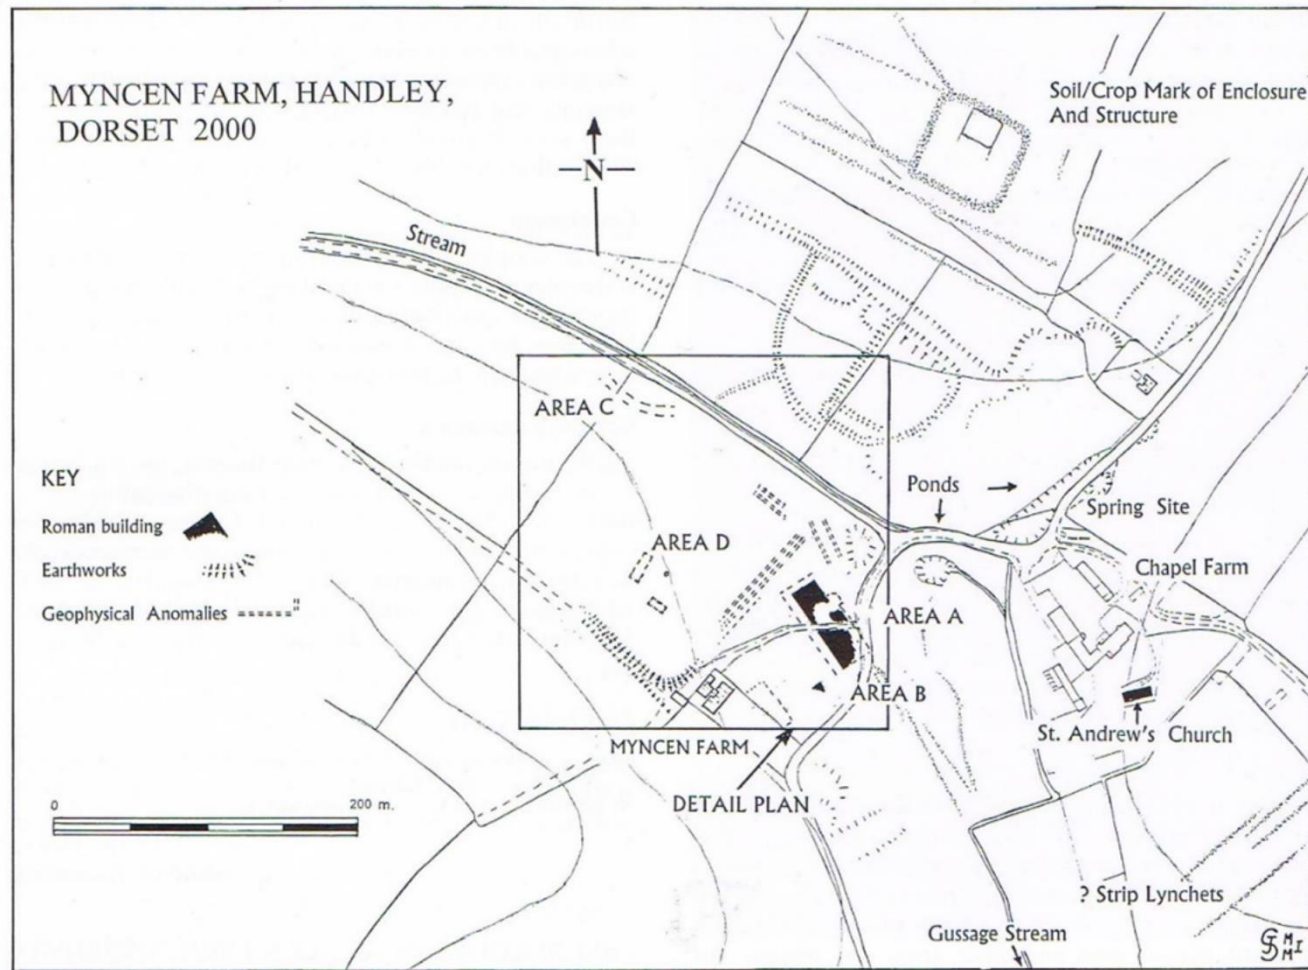 MYNCEN FARM, HANDLEY,
DORSET 2000
Soil/Crop Mark of Enclosure
And Structure
N
Stream
AREA C
KEY
Roman building
Earthworks
Geophysical Anomalies
AREA D
Ponds
Spring Site
Chapel Farm
AREA A
AREA B
St. Andrew's Church
MYNCEN FARM
DETAIL PLAN
0
200 m.
? Strip Lynchets
Gussage Stream